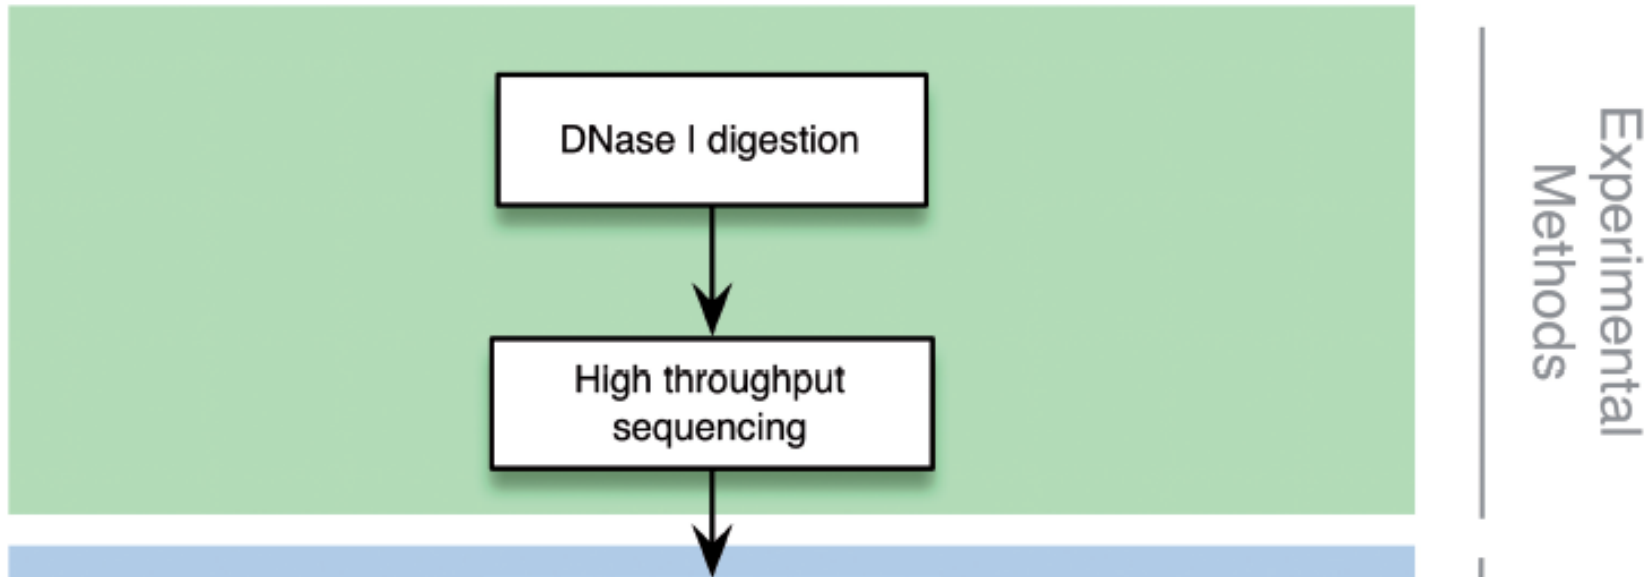 DNase I digestion
High throughput
sequencing
Experimental
Methods